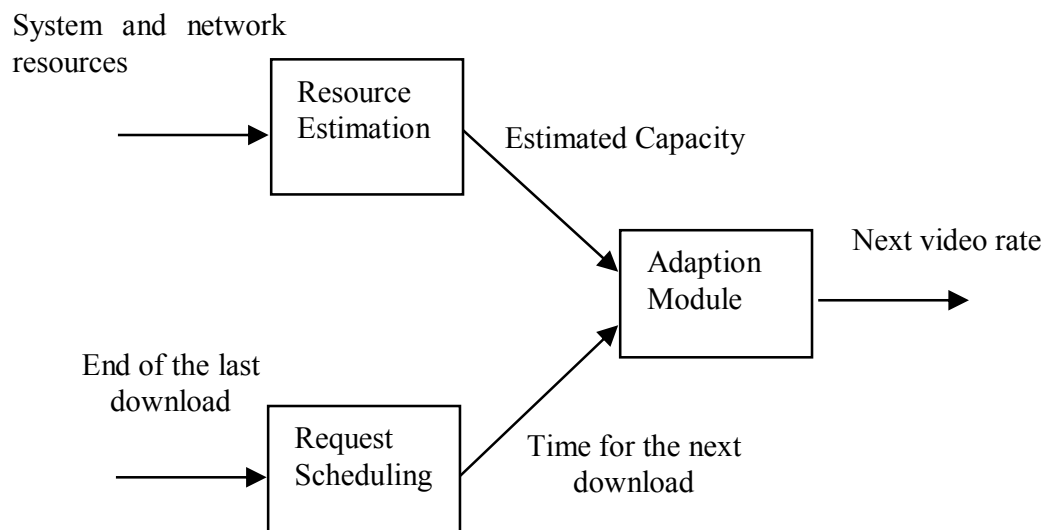 System and network
resources
Resource
Estimation
Estimated Capacity
Adaption
Module
Next video rate
End of the last
download
Request
Scheduling
Time for the next
download